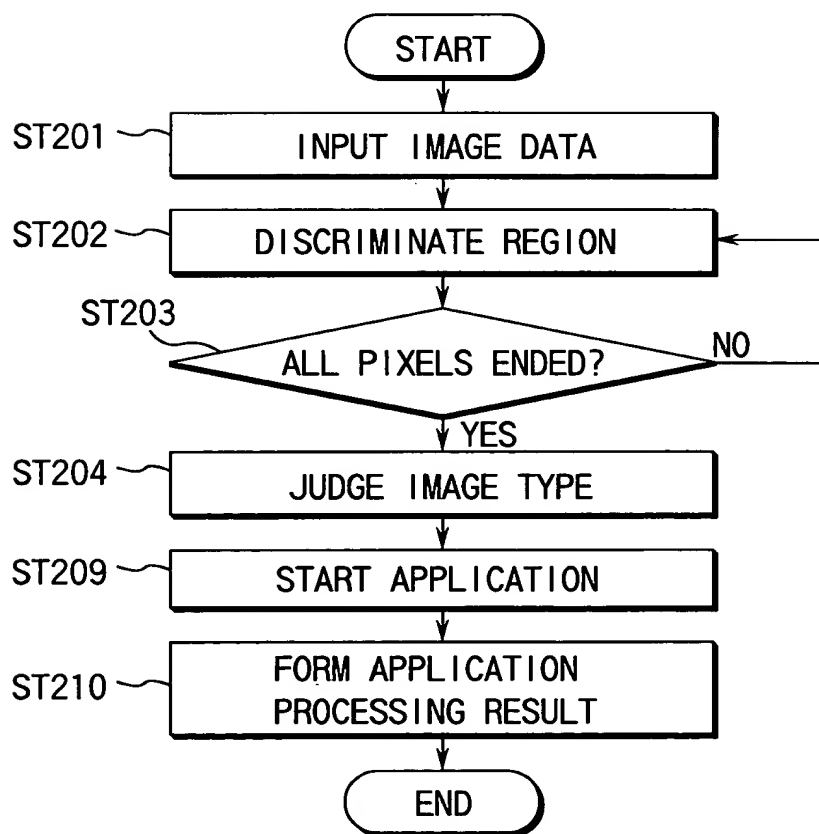 START
ST201
INPUT IMAGE DATA
ST202
DISCRIMINATE REGION
ST203
ALL PIXELS ENDED?
NO
YES
ST204
JUDGE IMAGE TYPE
ST209
START APPLICATION
ST210
FORM APPLICATION
PROCESSING RESULT
END